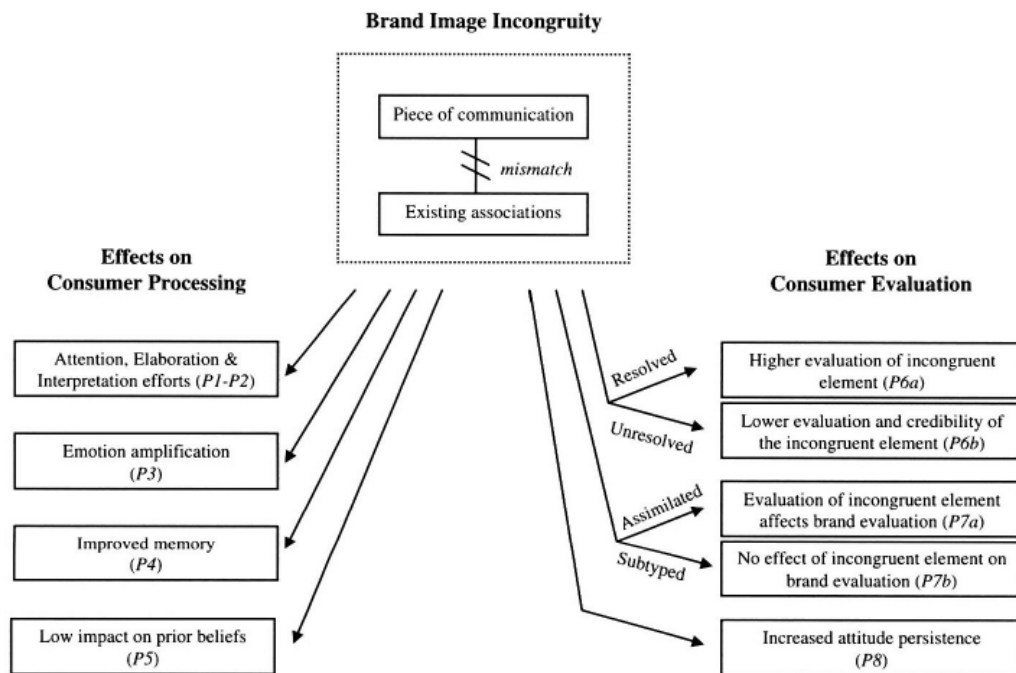 Brand Image Incongruity
Piece of communication
mismatch
Existing associations
Effects on
Consumer Processing
Attention, Elaboration &
Interpretation efforts (P1-P2)
Emotion amplification
(P3)
Improved memory
(P4)
Low impact on prior beliefs
(P5)
Effects on
Consumer Evaluation
Resolved
Higher evaluation of incongruent
element (P6a)
Unresolved
Lower evaluation and credibility of
the incongruent element (P6b)
Assimilated
Evaluation of incongruent element
affects brand evaluation (P7a)
Subtyped
No effect of incongruent element on
brand evaluation (P7b)
Increased attitude persistence
(P8)